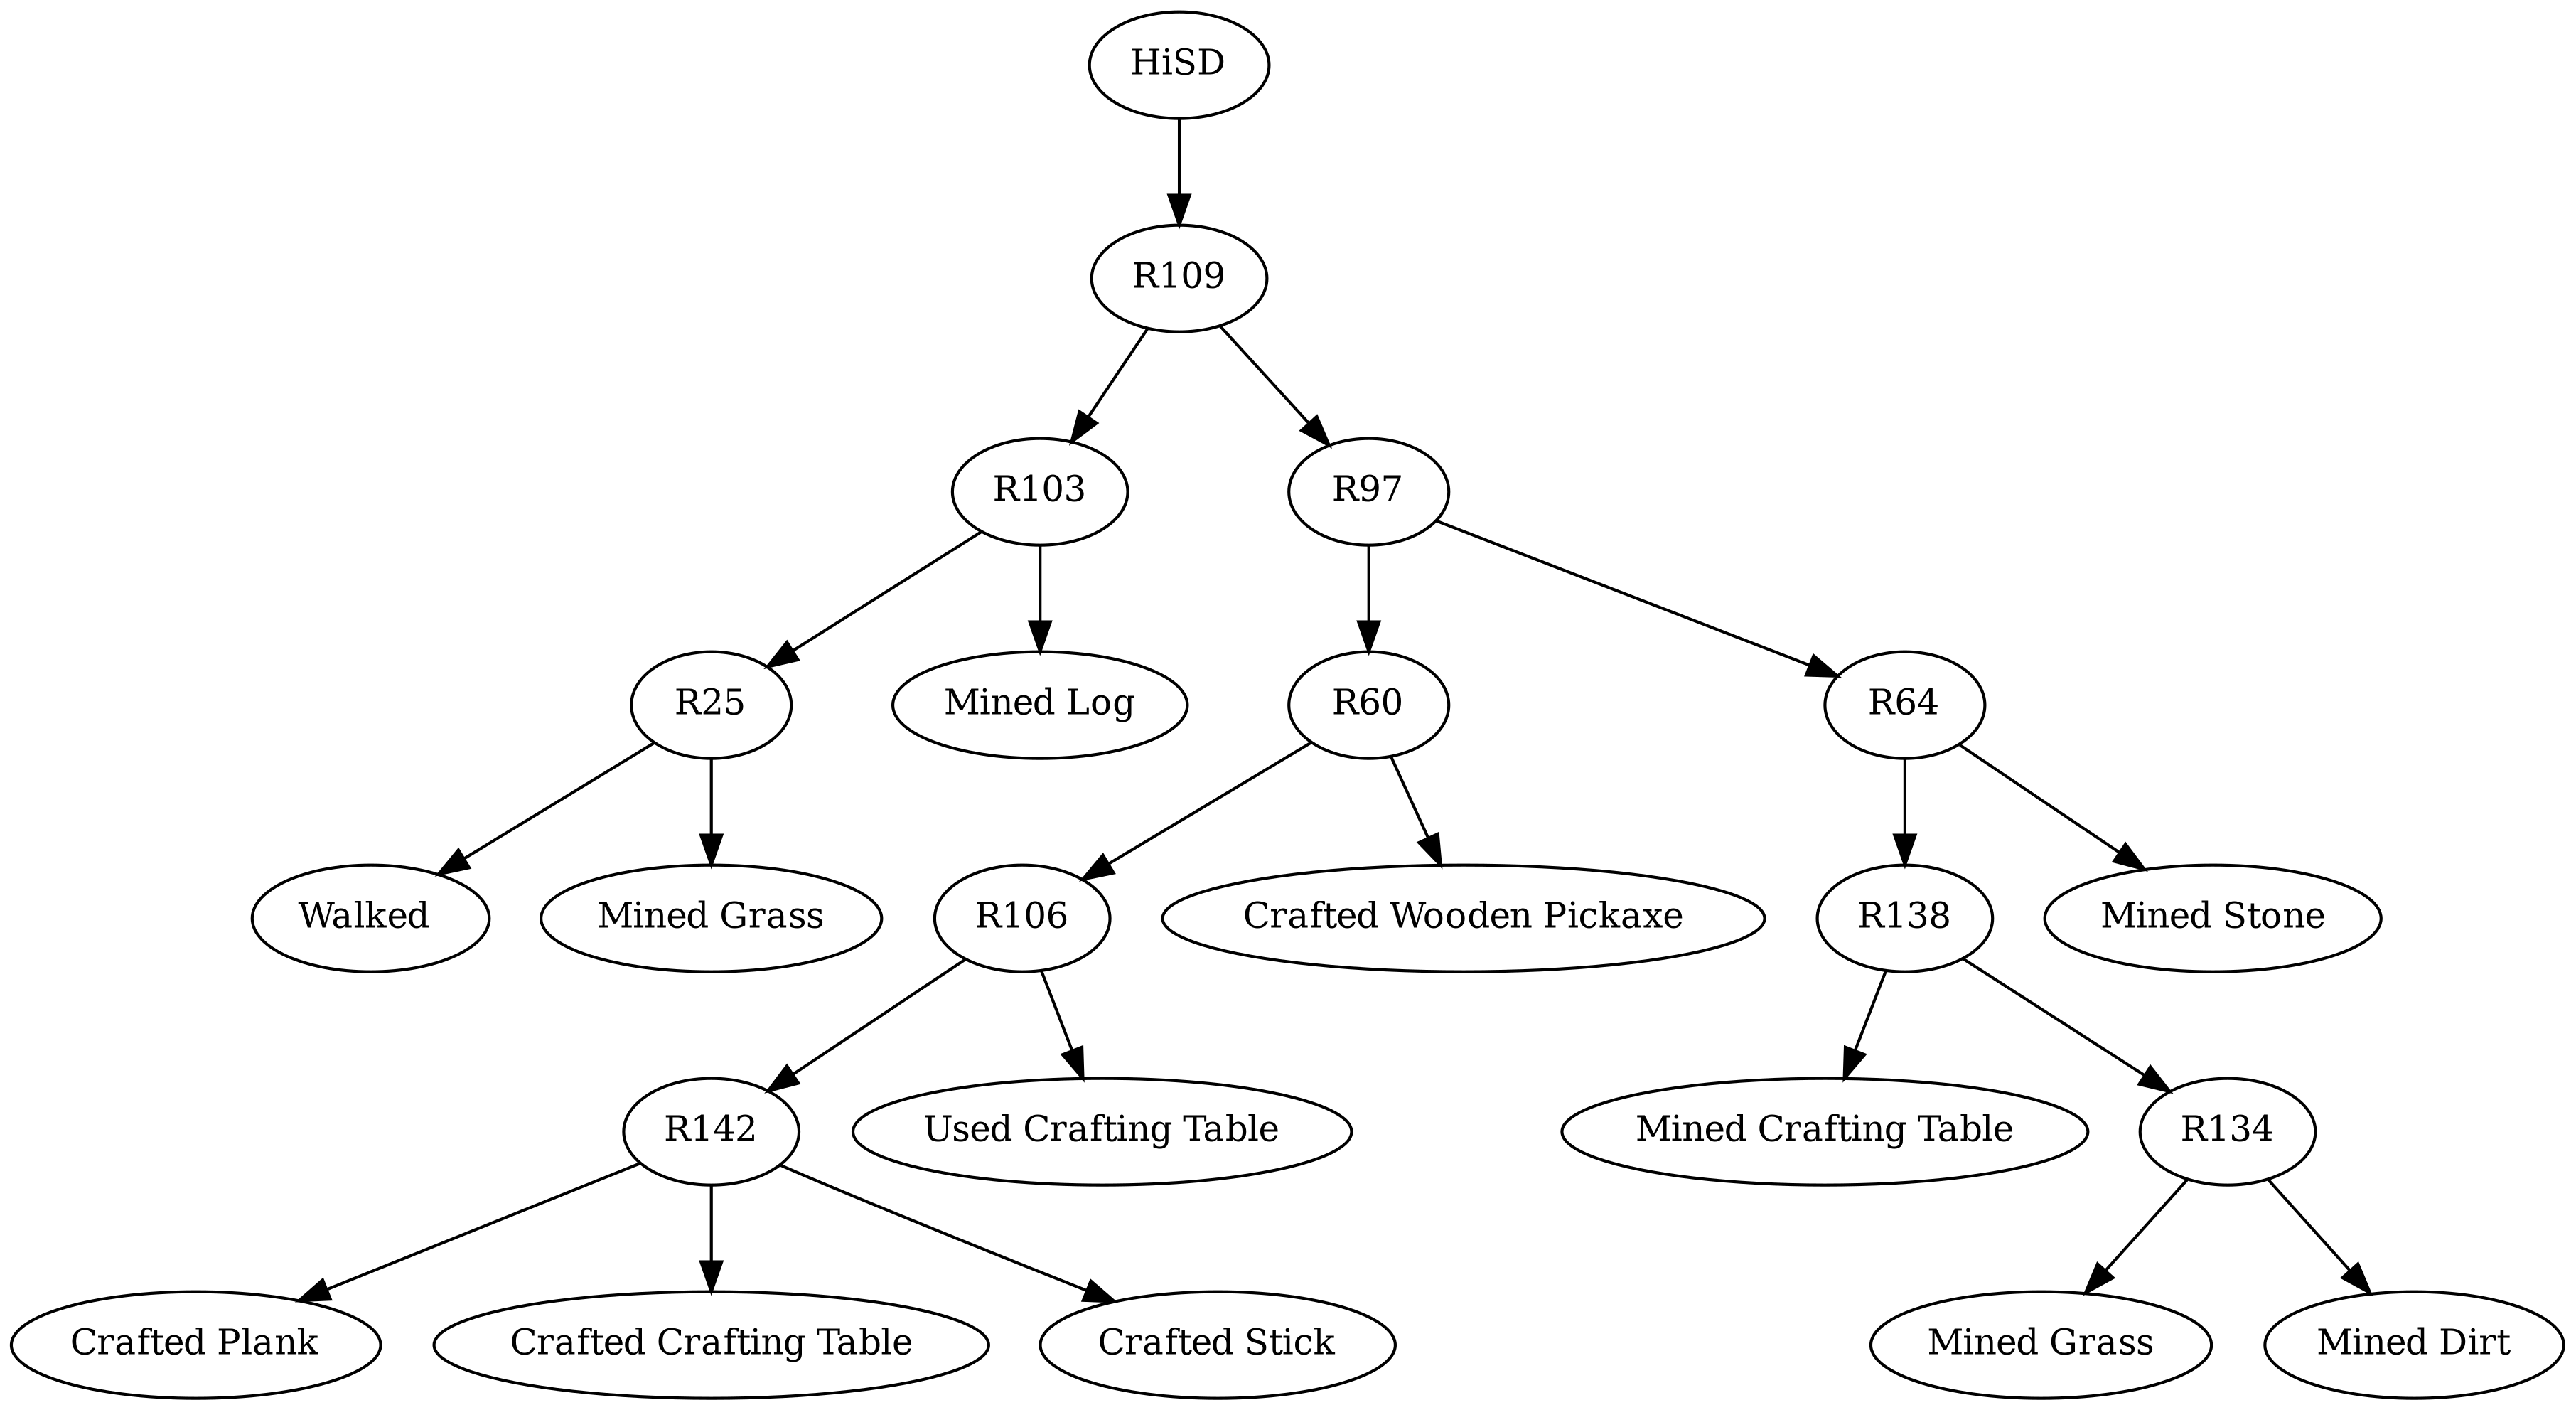 HiSD
R109
R103
R97
R25
Mined Log
R60
R64
Walked
Mined Grass
R106
Crafted Wooden Pickaxe
R138
Mined Stone
R142
Used Crafting Table
Mined Crafting Table
R134
Crafted Plank
Crafted Crafting Table
Crafted Stick
Mined Grass
Mined Dirt